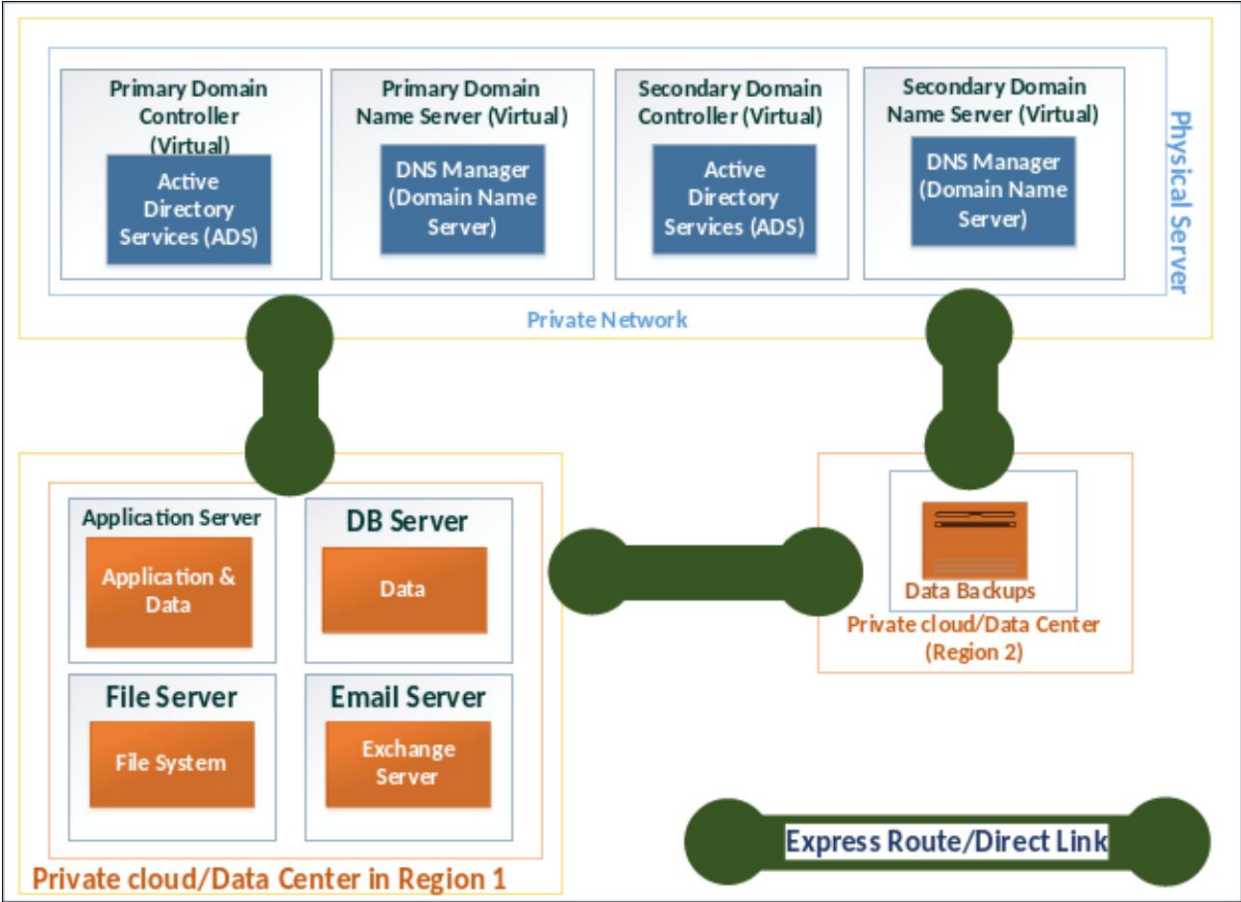 Primary Domain
Controller
(Virtual)
Active
Directory
Services (ADS)
Primary Domain
Name Server (Virtual)
DNS Manager
(Domain Name
Server)
Secondary Domain
Controller (Virtual)
Active
Directory
Services (ADS)
Secondary Domain
Name Server (Virtual)
DNS Manager
(Domain Name
Server)
Physical Server
Private Network
Application Server
Application &
Data
DB Server
Data
File Server
File System
Email Server
Exchange
Server
Private cloud/Data Center in Region 1
Data Backups
Private cloud/Data Center
(Region 2)
Express Route/Direct Link